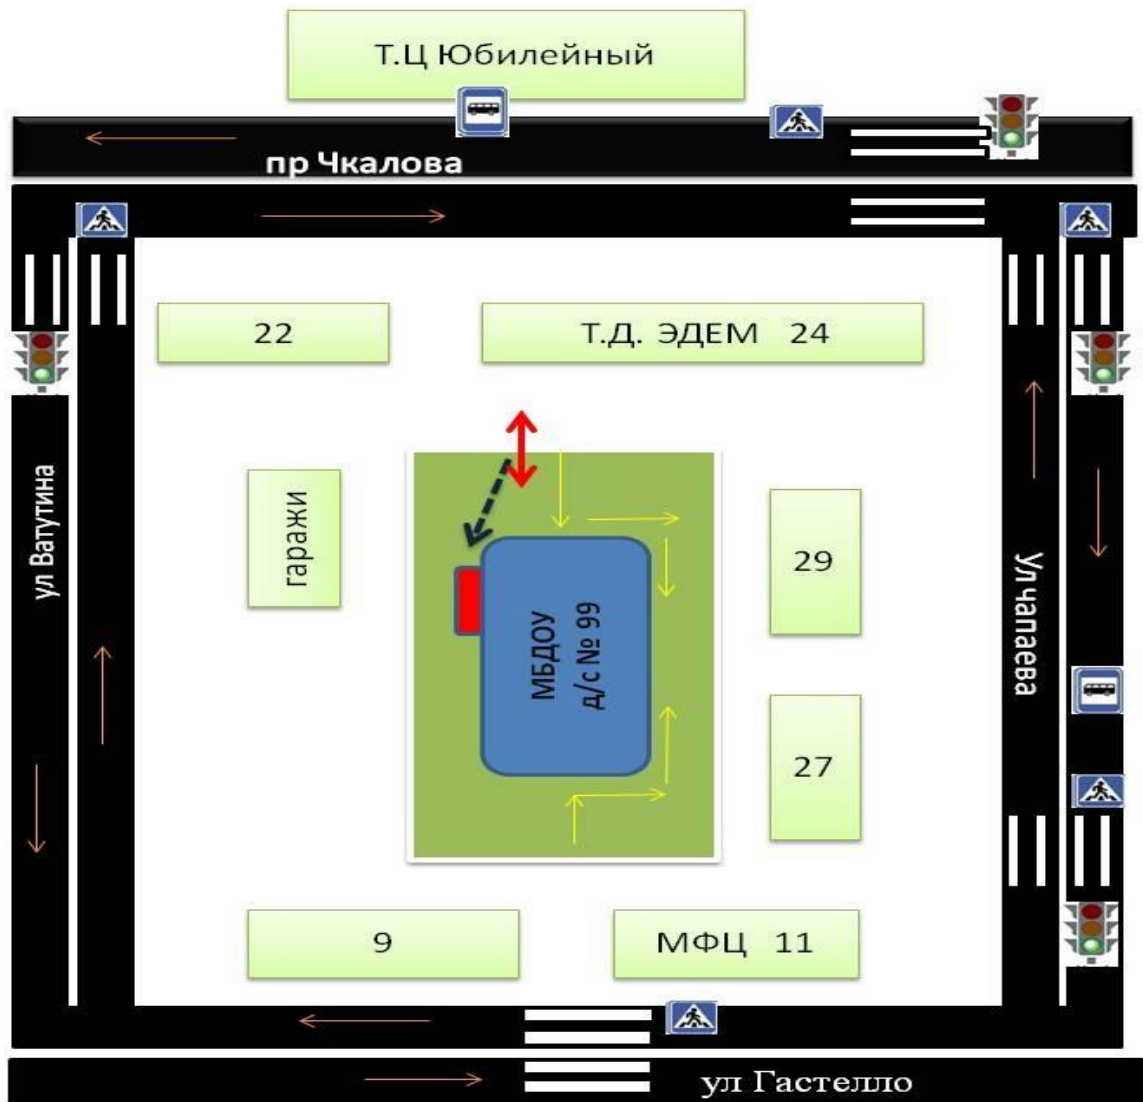 Т.Ц Юбилейный
пр Чкалова
22
Т.Д. ЭДЕМ 24
ул Ватутина
гаражи
МБДОУ
д/с № 99
29
Ул чапаева
27
9
МФЦ 11
ул Гастелло